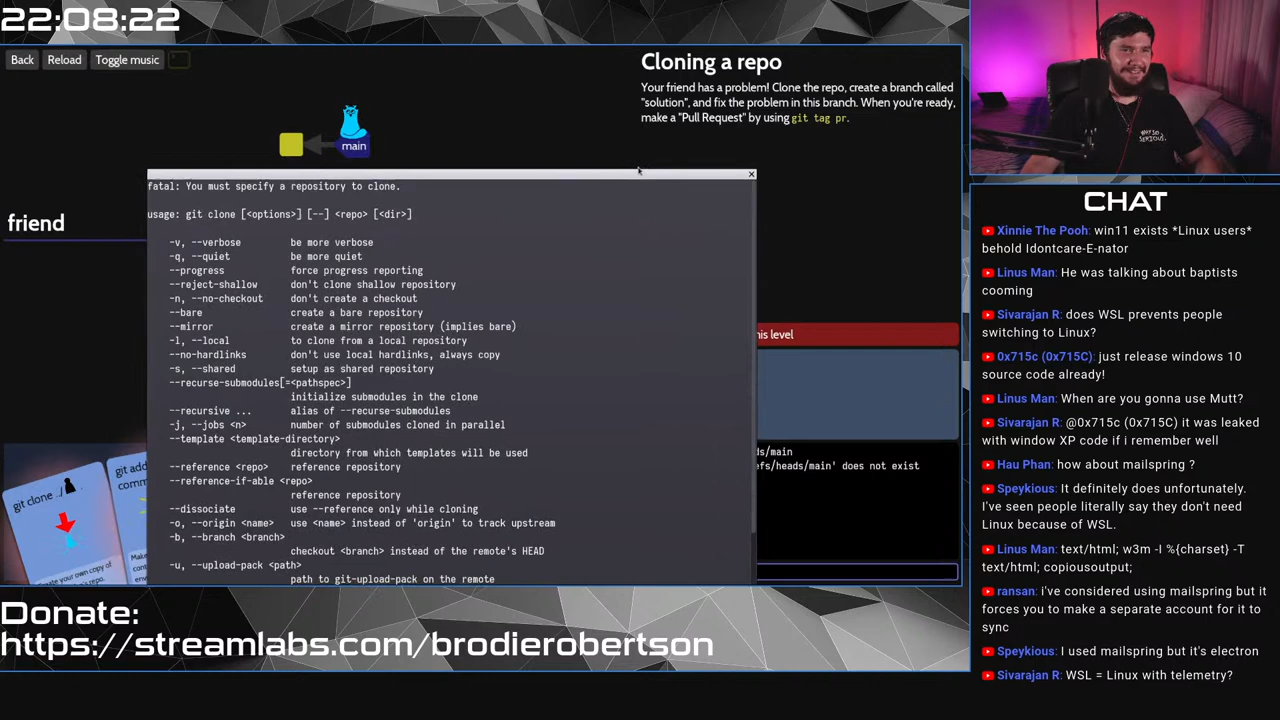 22:08:22
Back
Reload
Toggle music
Cloning a repo
Your friend has a problem! Clone the repo, create a branch called
"solution", and fix the problem in this branch. When you're ready,
make a "Pull Request" by using git tag pr.
main
friend
fatal: You must specify a repository to clone.
usage: git clone [<options>] [--] <repo> [<dir>]
-v, --verbose be more verbose
-q, --quiet be more quiet
--progress force progress reporting
--reject-shallow don't clone shallow repository
-n, --no-checkout don't create a checkout
--bare create a bare repository
--mirror create a mirror repository (implies bare)
-l, --local to clone from a local repository
--no-hardlinks don't use local hardlinks, always copy
-s, --shared setup as shared repository
--recurse-submodules[=<pathspec>]
initialize submodules in the clone
--recursive ... alias of --recurse-submodules
-j, --jobs <n> number of submodules cloned in parallel
--template <template-directory>
directory from which templates will be used
--reference <repo> reference repository
--reference-if-able <repo>
reference repository
--dissociate use --reference only while cloning
-o, --origin <name> use <name> instead of 'origin' to track upstream
-b, --branch <branch>
checkout <branch> instead of the remote's HEAD
-u, --upload-pack <path>
path to git-upload-pack on the remote
his level
ds/main
efs/heads/main' does not exist
git clone ../
git add
comm
Create your own copy of
a repo.
Donate:
https://streamlabs.com/brodierobertson
WHY SO
SERIOUS?
CHAT
Xinnie The Pooh: win11 exists *Linux users*
behold Idontcare-E-nator
Linus Man: He was talking about baptists
cooming
Sivarajan R: does WSL prevents people
switching to Linux?
0x715c (0x715C): just release windows 10
source code already!
Linus Man: When are you gonna use Mutt?
Sivarajan R: @0x715c (0x715C) it was leaked
with window XP code if i remember well
Hau Phan: how about mailspring ?
Speykious: It definitely does unfortunately.
I've seen people literally say they don't need
Linux because of WSL.
Linus Man: text/html; w3m -I %{charset} -T
text/html; copiousoutput;
ransan: i've considered using mailspring but it
forces you to make a separate account for it to
sync
Speykious: I used mailspring but it's electron
Sivarajan R: WSL = Linux with telemetry?